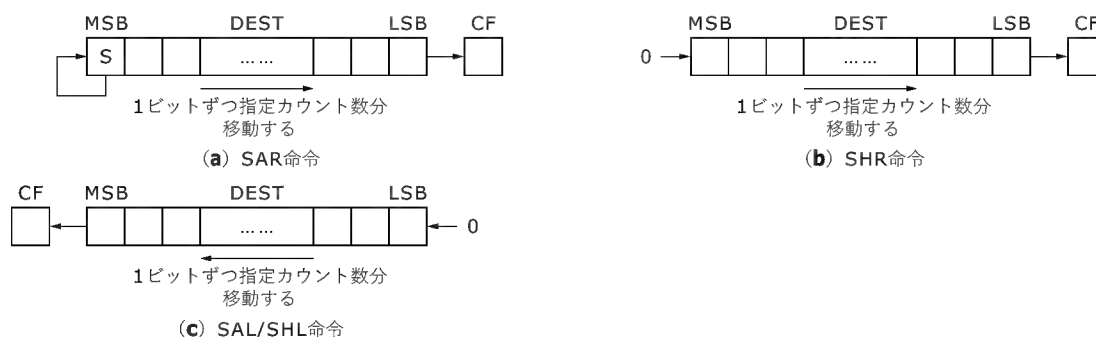 MSB DEST LSB CF
S ……
1ビットずつ指定カウント数分
移動する
(a) SAR命令
MSB DEST LSB CF
0 ……
1ビットずつ指定カウント数分
移動する
(b) SHR命令
CF MSB DEST LSB
…… 0
1ビットずつ指定カウント数分
移動する
(c) SAL/SHL命令